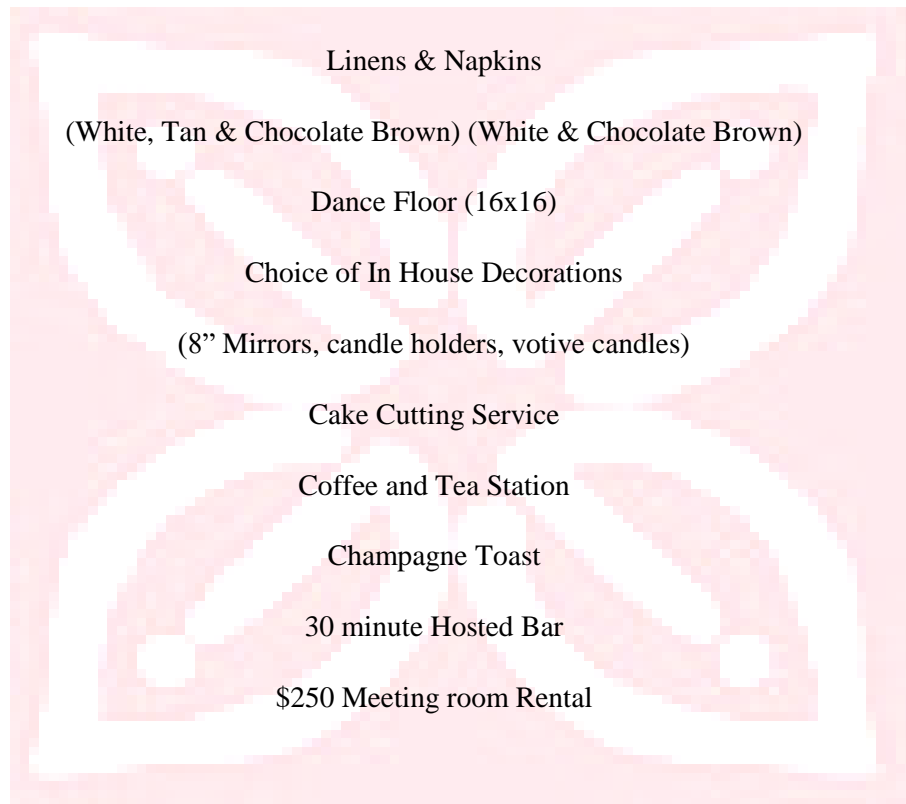 Linens & Napkins
(White, Tan & Chocolate Brown) (White & Chocolate Brown)
Dance Floor (16x16)
Choice of In House Decorations
(8” Mirrors, candle holders, votive candles)
Cake Cutting Service
Coffee and Tea Station
Champagne Toast
30 minute Hosted Bar
$250 Meeting room Rental